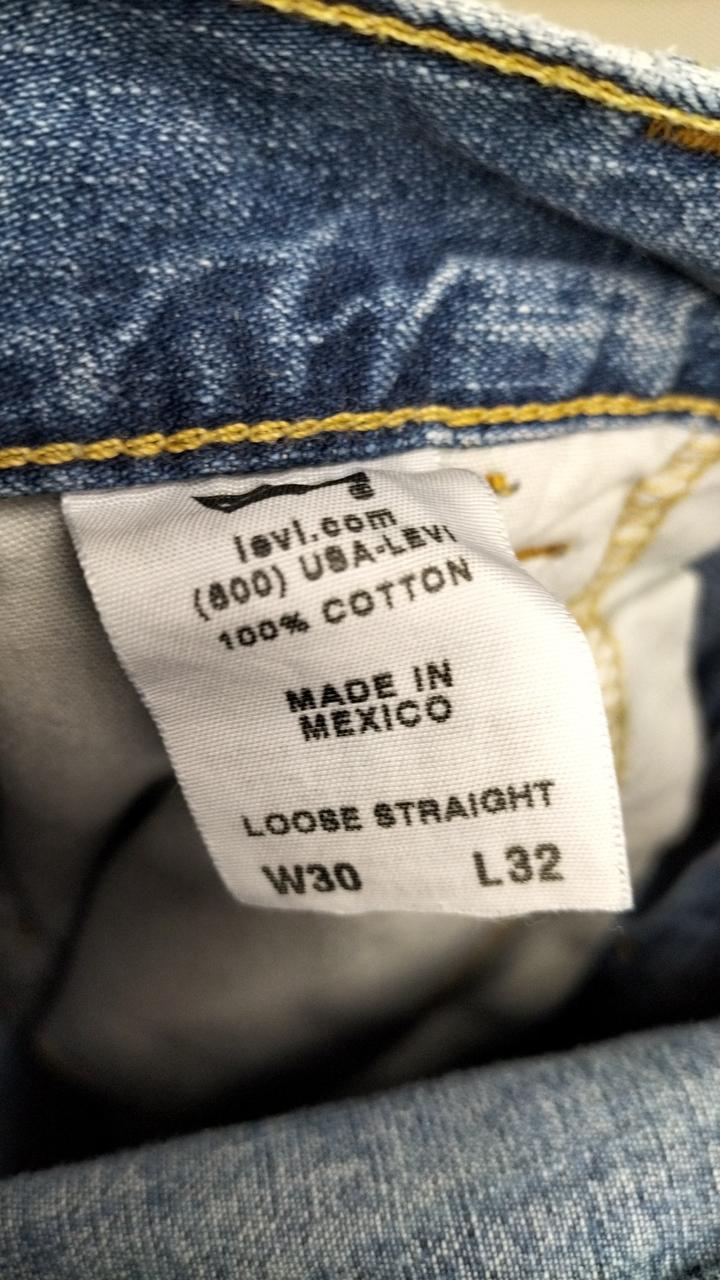 levi.com
(800) USA-LEVI
100% COTTON
MADE IN
MEXICO
LOOSE STRAIGHT
W30 L32